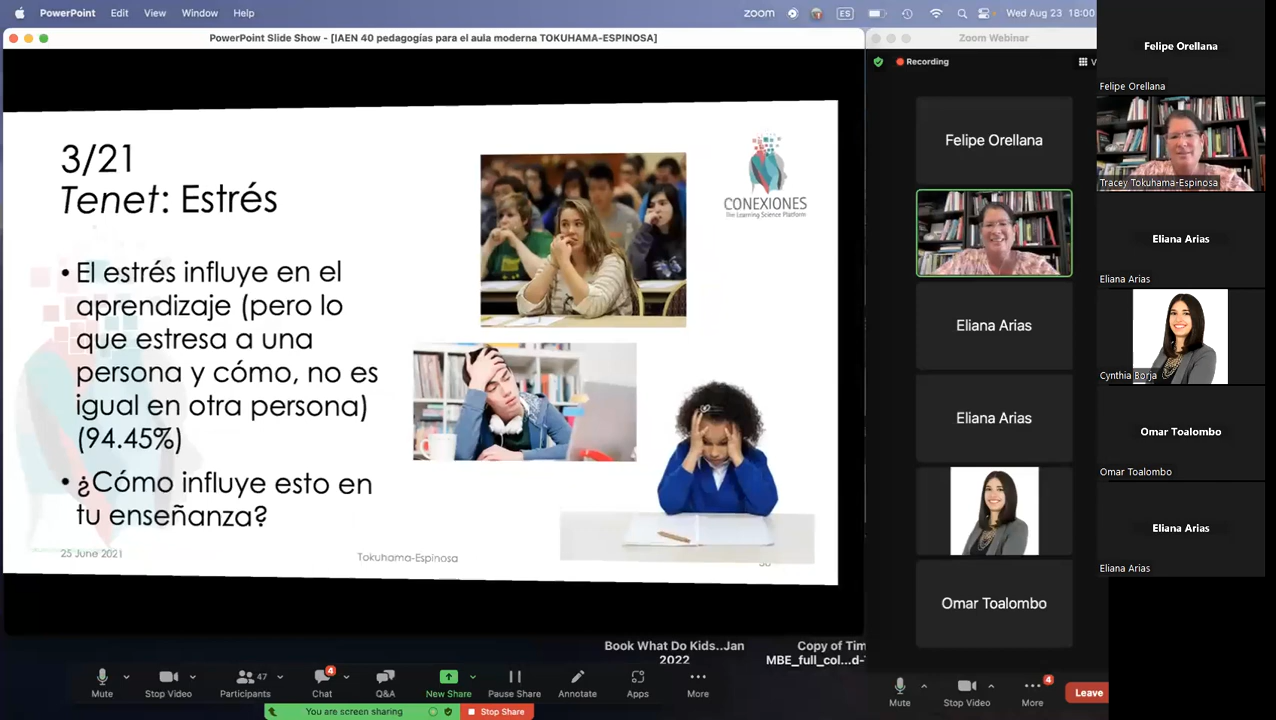 PowerPoint Edit View Window Help
zoom ES Wed Aug 23 18:00
PowerPoint Slide Show - [IAEN 40 pedagogías para el aula moderna TOKUHAMA-ESPINOSA]
3/21
Tenet: Estrés
• El estrés influye en el
aprendizaje (pero lo
que estresa a una
persona y cómo, no es
igual en otra persona)
(94.45%)
• ¿Cómo influye esto en
tu enseñanza?
25 June 2021
Tokuhama-Espinosa
CONEXIONES
The Learning Science Platform
Zoom Webinar
Recording
Felipe Orellana
Eliana Arias
Eliana Arias
Omar Toalombo
Felipe Orellana
Felipe Orellana
Tracey Tokuhama-Espinosa
Eliana Arias
Eliana Arias
Cynthia Borja
Omar Toalombo
Omar Toalombo
Eliana Arias
Eliana Arias
Book What Do Kids..Jan
2022
Copy of Tim
MBE_full_col...d-
47
4
Mute Stop Video Participants Chat Q&A New Share Pause Share Annotate Apps More
You are screen sharing Stop Share
4
Mute Stop Video More Leave